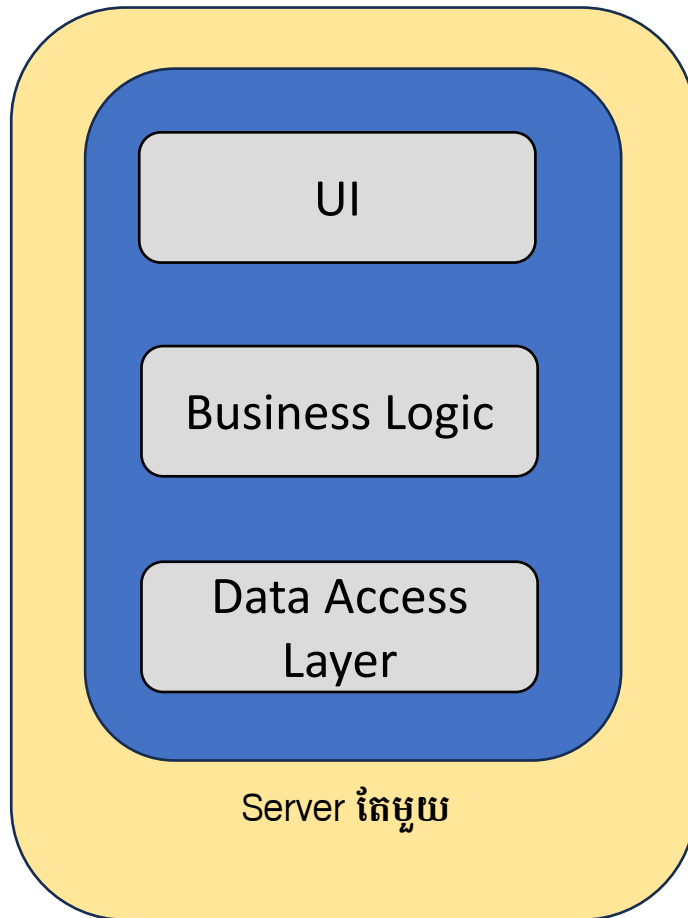 UI
Business Logic
Data Access
Layer
Server តែមួយ